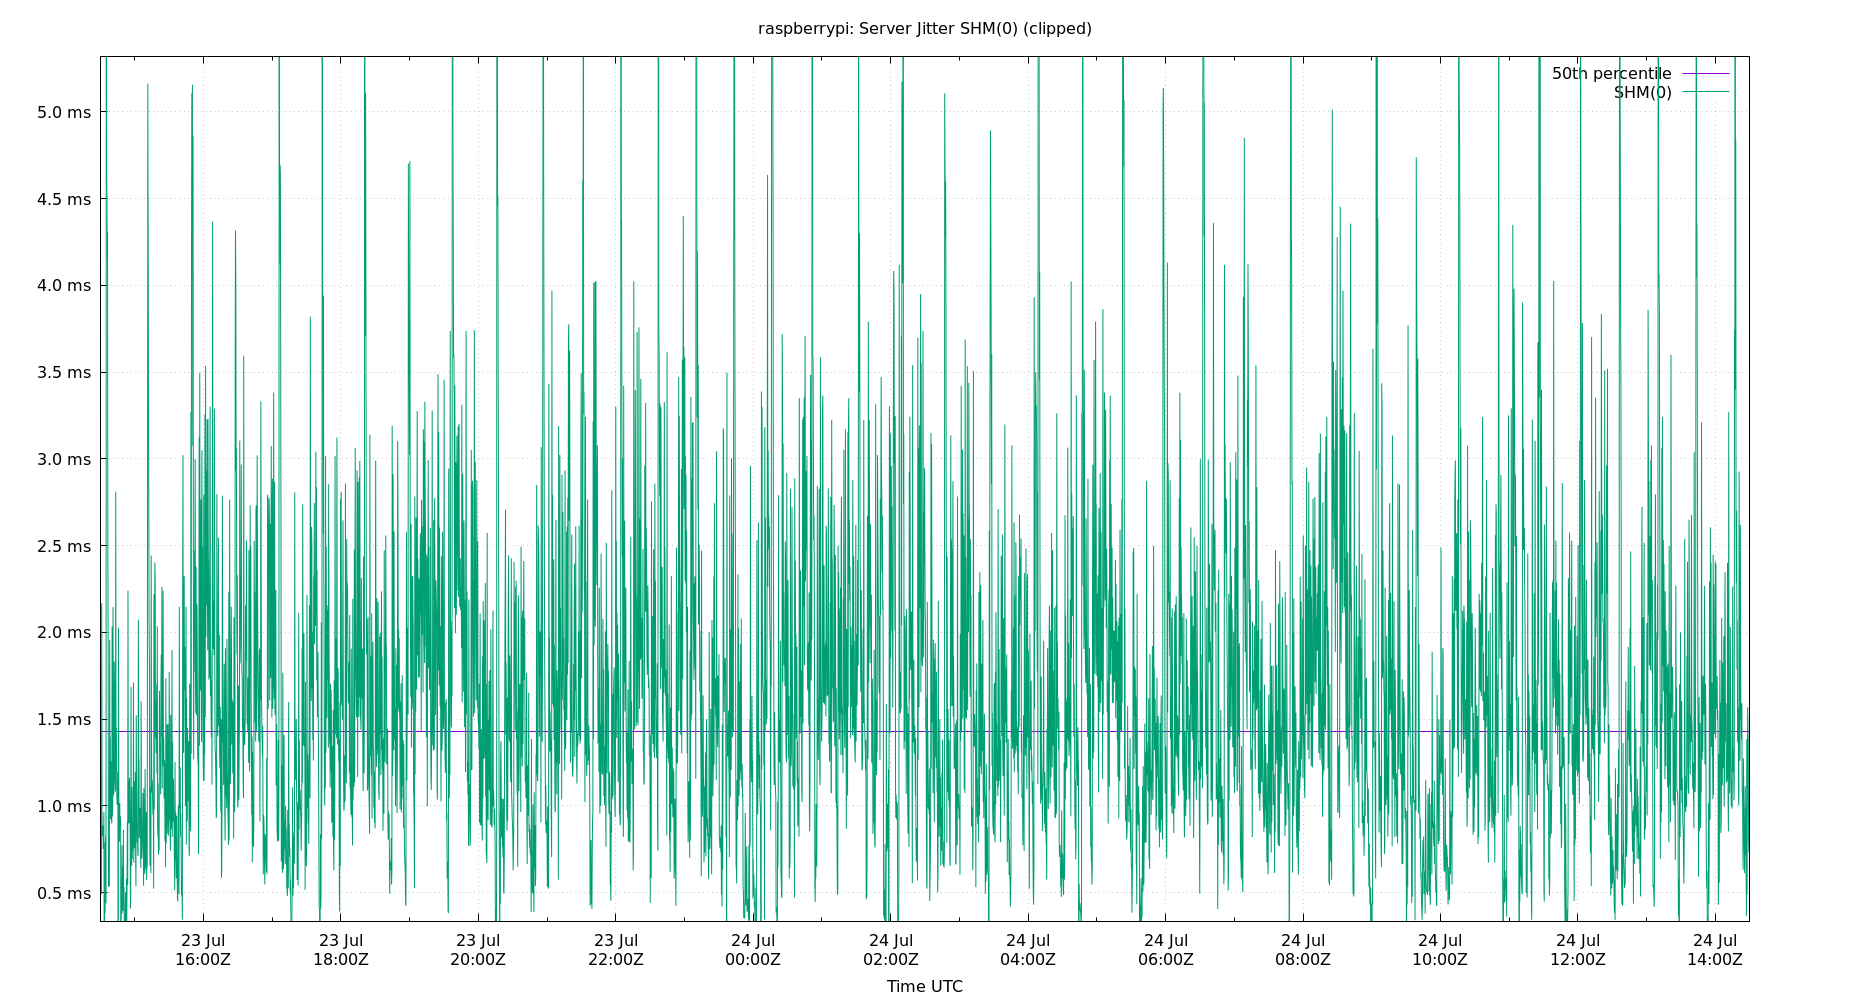 raspberrypi: Server Jitter SHM(0) (clipped)
50th percentile
SHM(0)
5.0 ms
4.5 ms
4.0 ms
3.5 ms
3.0 ms
2.5 ms
2.0 ms
1.5 ms
1.0 ms
0.5 ms
23 Jul 23 Jul 23 Jul 23 Jul 24 Jul 24 Jul 24 Jul 24 Jul 24 Jul 24 Jul 24 Jul 24 Jul
16:00Z 18:00Z 20:00Z 22:00Z 00:00Z 02:00Z 04:00Z 06:00Z 08:00Z 10:00Z 12:00Z 14:00Z
Time UTC